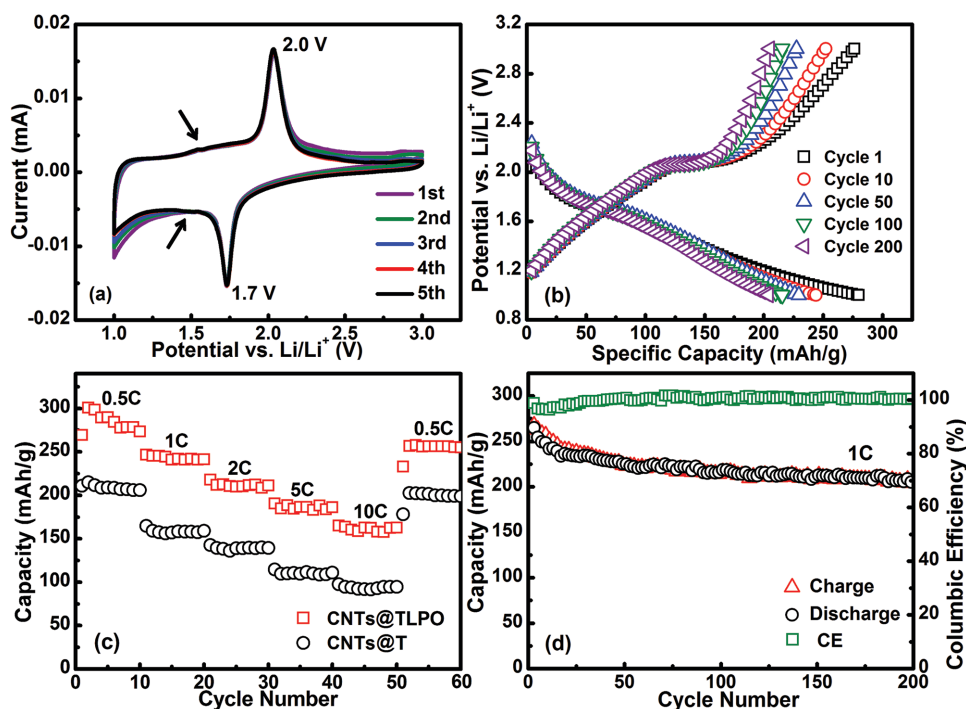 0.02
0.01
0.00
-0.01
-0.02
Current (mA)
2.0 V
1.7 V
1st
2nd
3rd
4th
5th
(a)
1.0
1.5
2.0
2.5
3.0
Potential vs. Li/Li+ (V)
3.2
2.8
2.4
2.0
1.6
1.2
0.8
Potential vs. Li/Li+ (V)
Cycle 1
Cycle 10
Cycle 50
Cycle 100
Cycle 200
(b)
0
50
100
150
200
250
300
Specific Capacity (mAh/g)
300
250
200
150
100
50
0
Capacity (mAh/g)
0.5C
1C
2C
5C
10C
0.5C
CNTs@TLPO
CNTs@T
(c)
0
10
20
30
40
50
60
Cycle Number
300
250
200
150
100
50
0
Capacity (mAh/g)
1C
Charge
Discharge
CE
(d)
0
50
100
150
200
Cycle Number
100
80
60
40
20
0
Columbic Efficiency (%)